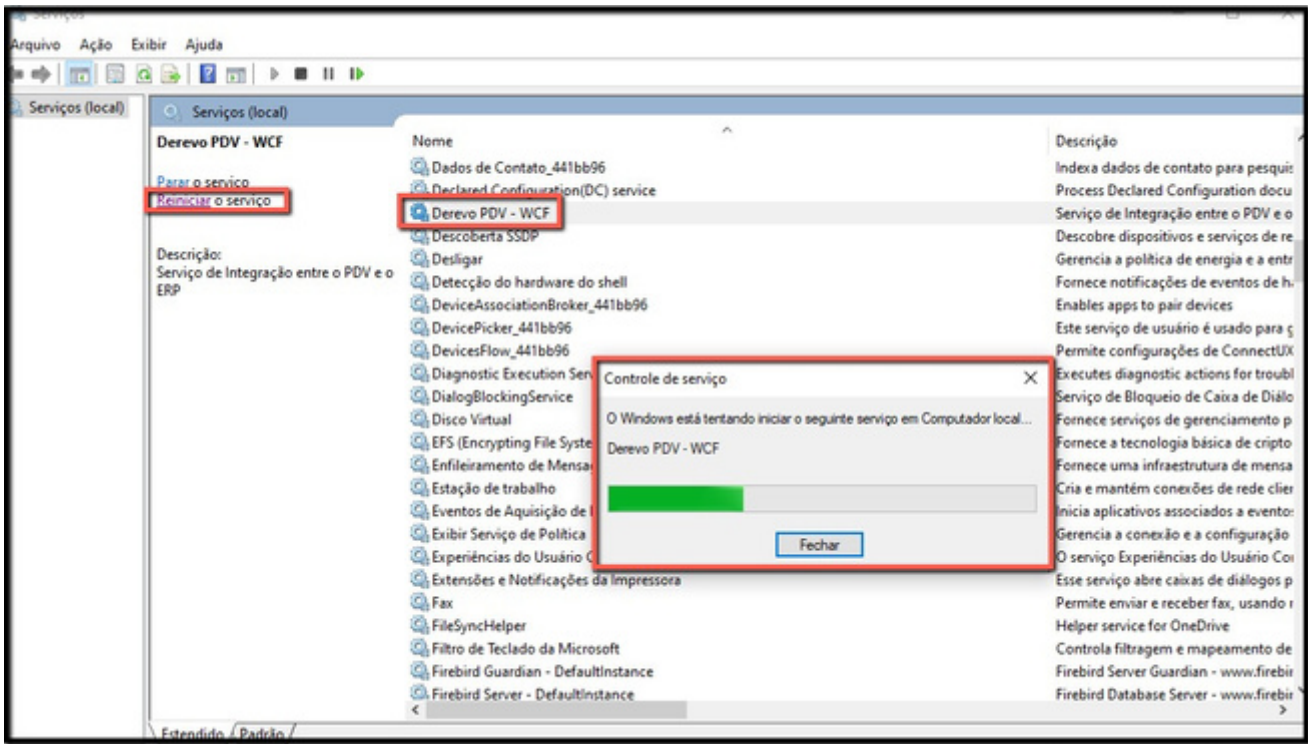 Serviços
Arquivo Ação Exibir Ajuda
Serviços (local)
Serviços (local)
Derevo PDV - WCF
Parar o serviço
Reiniciar o serviço
Descrição:
Serviço de Integração entre o PDV e o
ERP
Nome Descrição
Dados de Contato_441bb96 Indexa dados de contato para pesquis
Declared Configuration(DC) service Process Declared Configuration docu
Derevo PDV - WCF Serviço de Integração entre o PDV e o
Descoberta SSDP Descobre dispositivos e serviços de re
Desligar Gerencia a política de energia e a entr
Detecção do hardware do shell Fornece notificações de eventos de h
DeviceAssociationBroker_441bb96 Enables apps to pair devices
DevicePicker_441bb96 Este serviço de usuário é usado para g
DevicesFlow_441bb96 Permite configurações de ConnectUX
Diagnostic Execution Serv Executes diagnostic actions for troubl
DialogBlockingService Serviço de Bloqueio de Caixa de Diálo
Disco Virtual Fornece serviços de gerenciamento p
EFS (Encrypting File Syste Fornece a tecnologia básica de cripto
Enfileiramento de Mensa Fornece uma infraestrutura de mensa
Estação de trabalho Cria e mantém conexões de rede clier
Eventos de Aquisição de Inicia aplicativos associados a evento
Exibir Serviço de Política Gerencia a conexão e a configuração
Experiências do Usuário C O serviço Experiências do Usuário Co
Extensões e Notificações da Impressora Esse serviço abre caixas de diálogos p
Fax Permite enviar e receber fax, usando
FileSyncHelper Helper service for OneDrive
Filtro de Teclado da Microsoft Controla filtragem e mapeamento de
Firebird Guardian - DefaultInstance Firebird Server Guardian - www.firebir
Firebird Server - DefaultInstance Firebird Database Server - www.firebir
Controle de serviço
O Windows está tentando iniciar o seguinte serviço em Computador local...
Derevo PDV - WCF
Fechar
Estendido Padrão